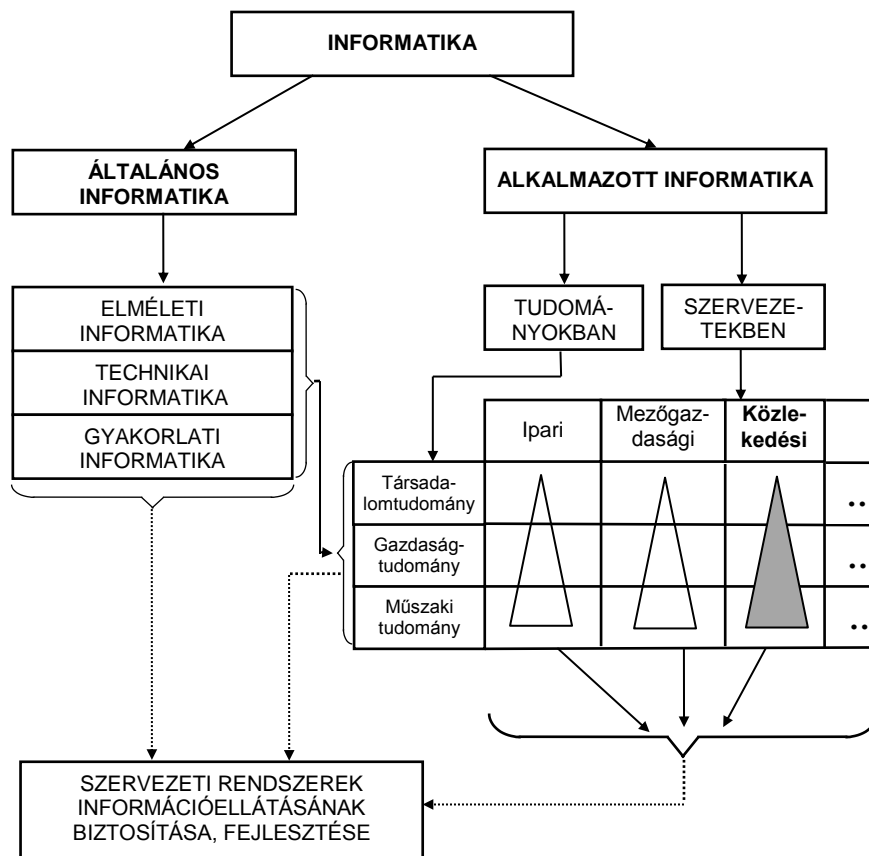 INFORMATIKA
ÁLTALÁNOS
INFORMATIKA
ALKALMAZOTT INFORMATIKA
ELMÉLETI
INFORMATIKA
TECHNIKAI
INFORMATIKA
GYAKORLATI
INFORMATIKA
TUDOMÁ-
NYOKBAN
SZERVEZE-
TEKBEN
Ipari
Mezőgaz-
dasági
Közle-
kedési
Társada-
lomtudomány
..
Gazdaság-
tudomány
..
Műszaki
tudomány
..
SZERVEZETI RENDSZEREK
INFORMÁCIÓELLÁTÁSÁNAK
BIZTOSÍTÁSA, FEJLESZTÉSE